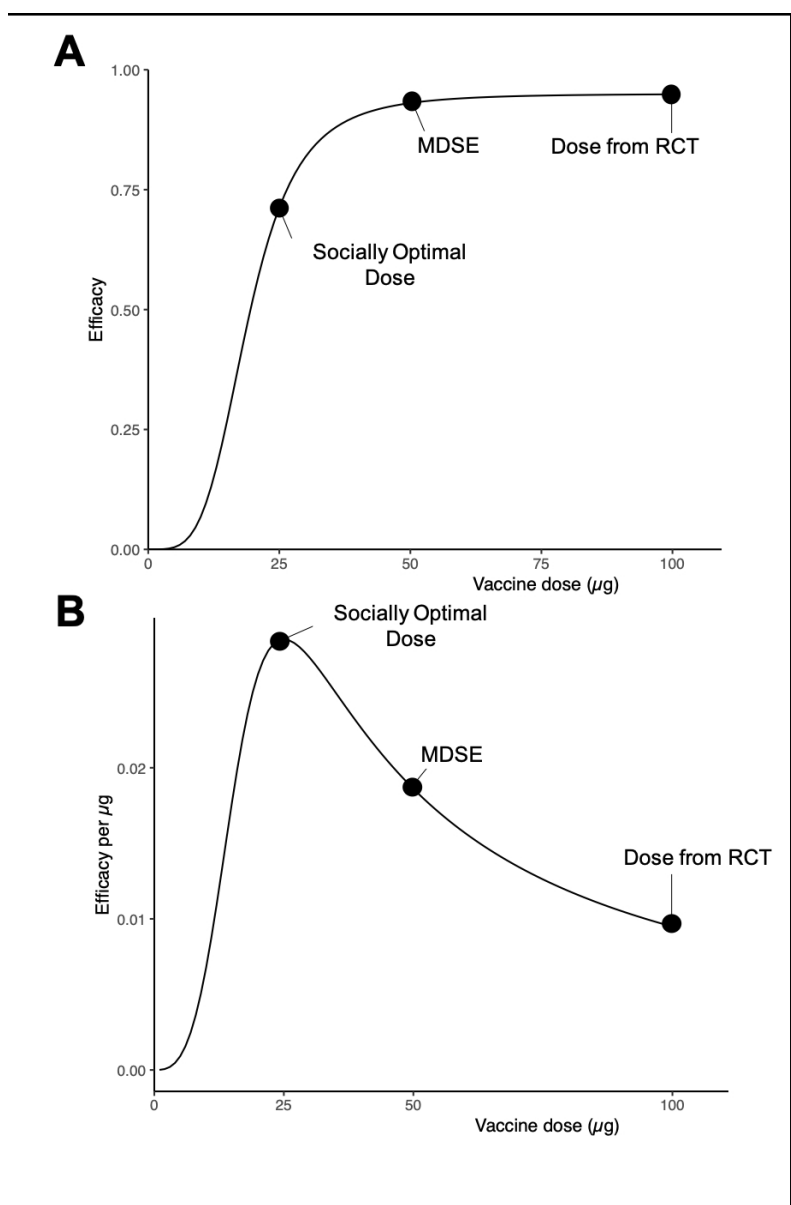 A
1.00
0.75
0.50
0.25
0.00
Efficacy
MDSE
Dose from RCT
Socially Optimal
Dose
0
25
50
75
100
Vaccine dose (µg)
B
Socially Optimal
Dose
MDSE
Dose from RCT
0.02
0.01
0.00
Efficacy per µg
0
25
50
100
Vaccine dose (µg)